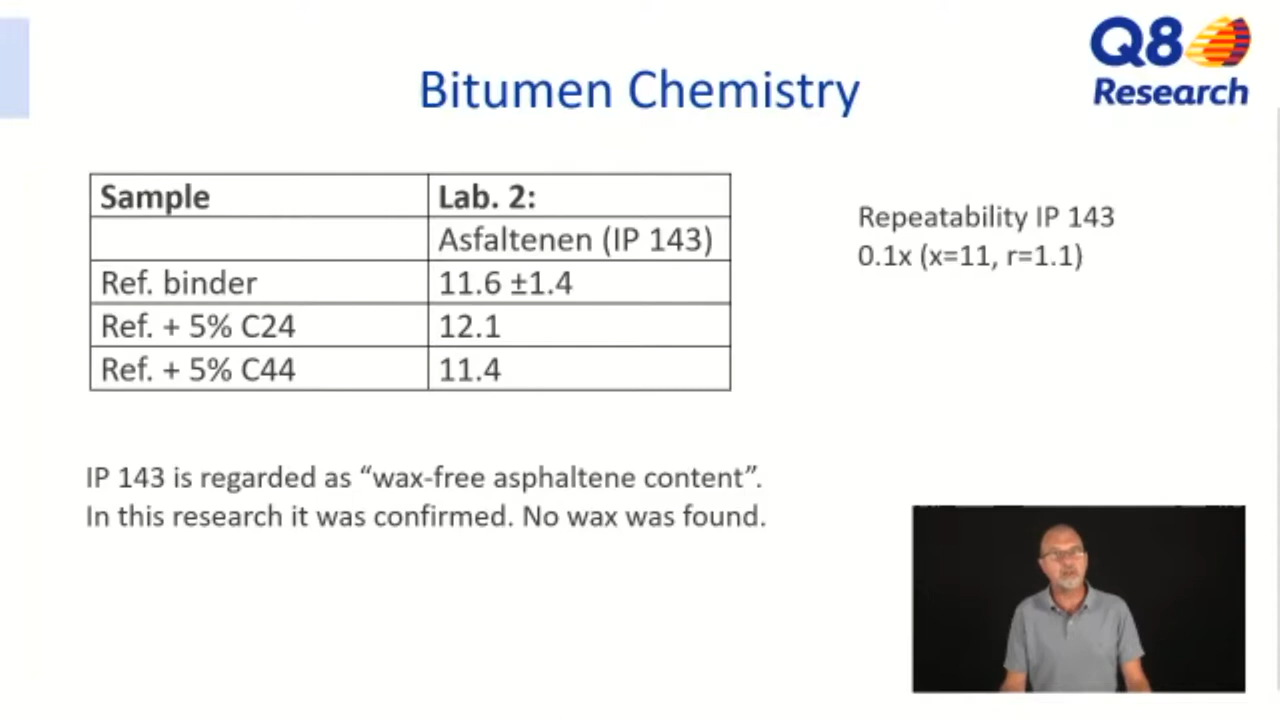 Q8
Research
Bitumen Chemistry
Sample Lab. 2:
Asfaltenen (IP 143)
Ref. binder 11.6 ±1.4
Ref. + 5% C24 12.1
Ref. + 5% C44 11.4
Repeatability IP 143
0.1x (x=11, r=1.1)
IP 143 is regarded as “wax-free asphaltene content”.
In this research it was confirmed. No wax was found.